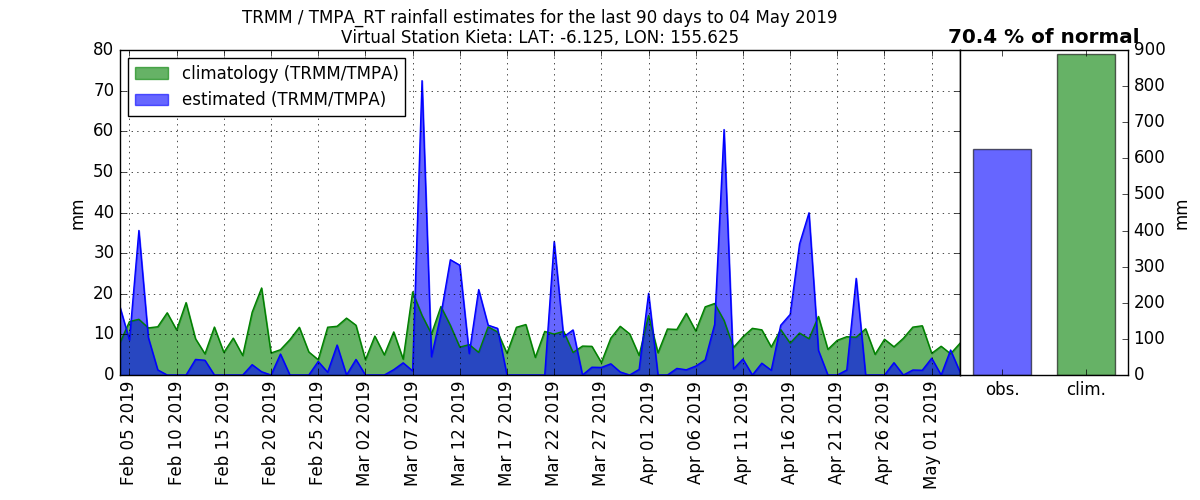 TRMM / TMPA_RT rainfall estimates for the last 90 days to 04 May 2019
Virtual Station Kieta: LAT: -6.125, LON: 155.625
70.4 % of normal
climatology (TRMM/TMPA)
estimated (TRMM/TMPA)
80
70
60
50
40
30
20
10
0
mm
Feb 05 2019
Feb 10 2019
Feb 15 2019
Feb 20 2019
Feb 25 2019
Mar 02 2019
Mar 07 2019
Mar 12 2019
Mar 17 2019
Mar 22 2019
Mar 27 2019
Apr 01 2019
Apr 06 2019
Apr 11 2019
Apr 16 2019
Apr 21 2019
Apr 26 2019
May 01 2019
obs.
clim.
900
800
700
600
500
400
300
200
100
0
mm